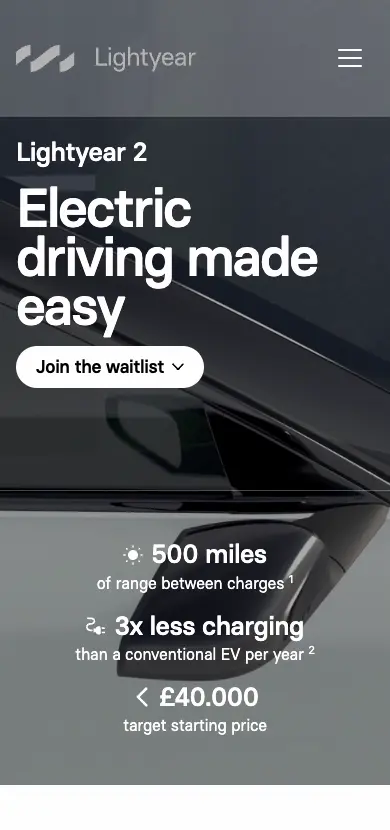 Lightyear
Lightyear 2
Electric
driving made
easy
Join the waitlist
500 miles
of range between charges 1
3x less charging
than a conventional EV per year 2
< £40.000
target starting price